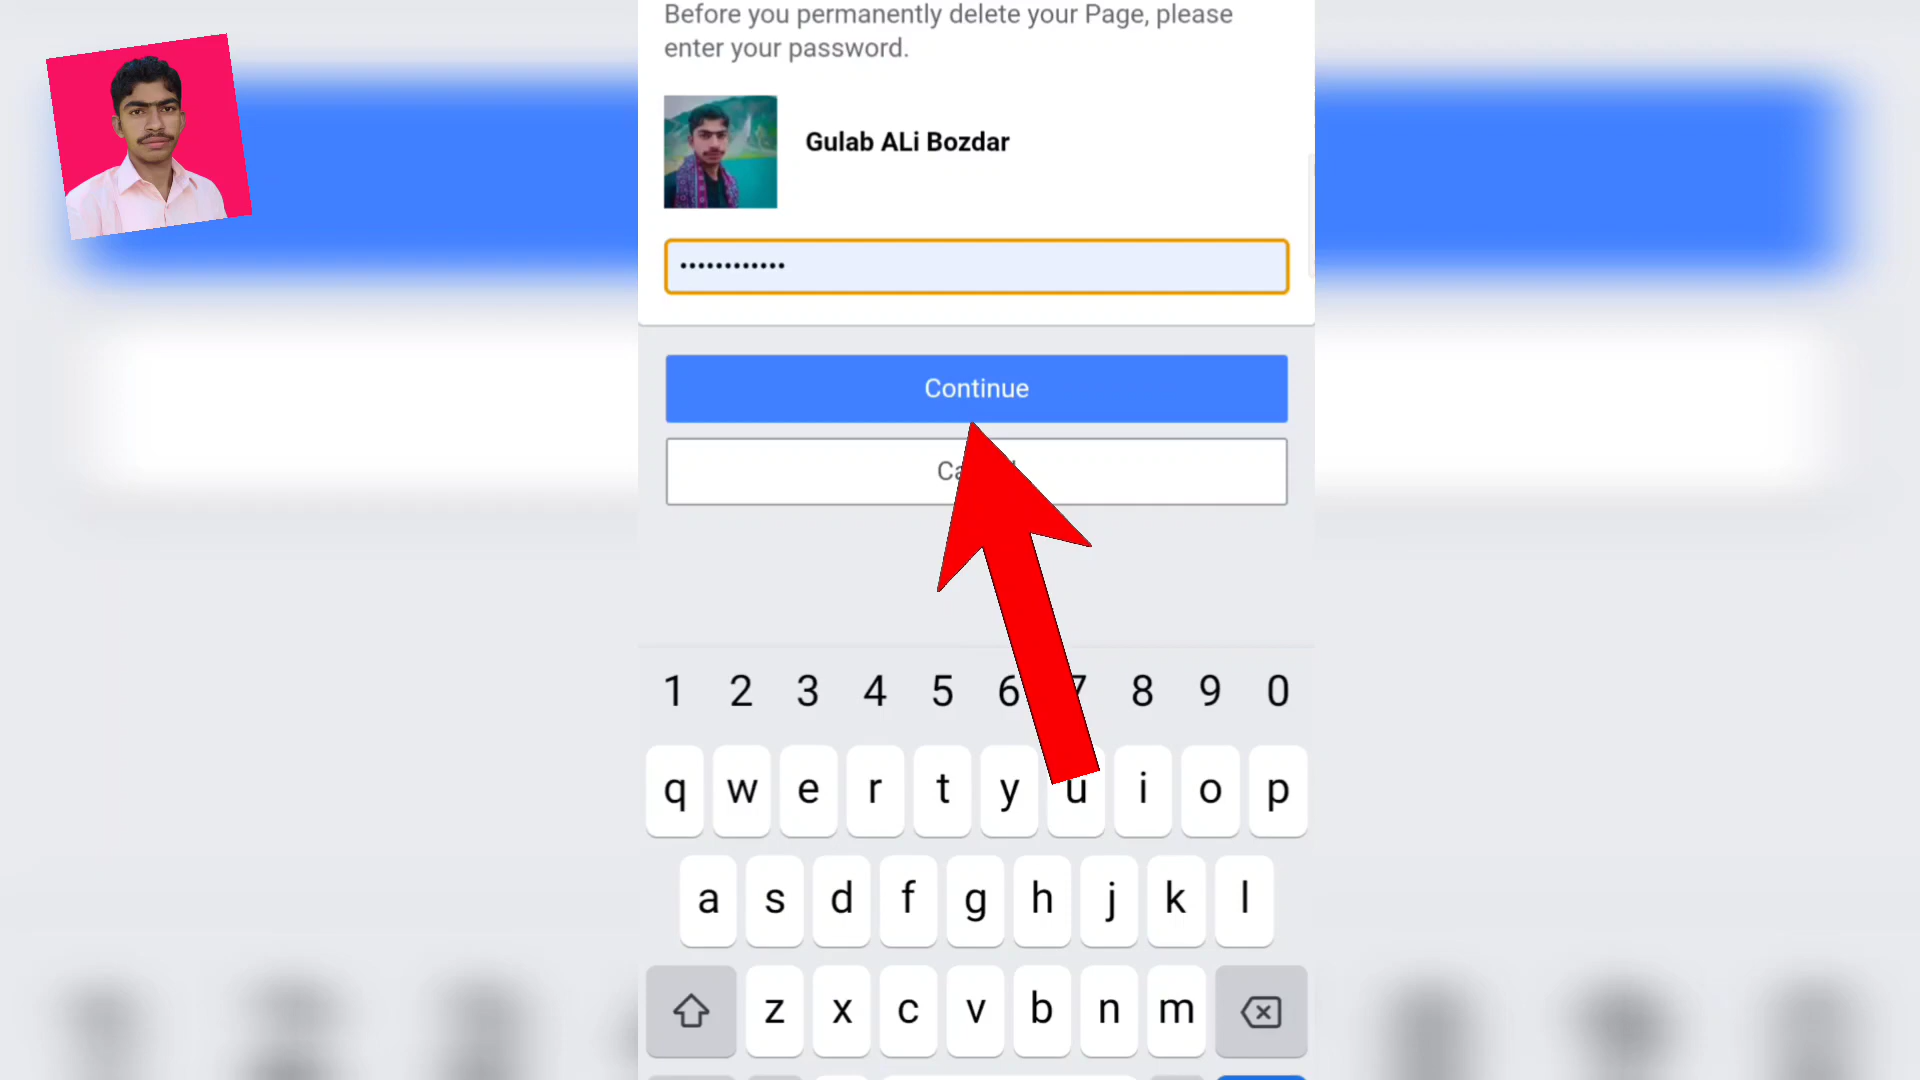 Before you permanently delete your Page, please
enter your password.
Gulab ALi Bozdar
••••••••••••
Continue
1 2 3 4 5 6 7 8 9 0
q w e r t y u i o p
a s d f g h j k l
z x c v b n m